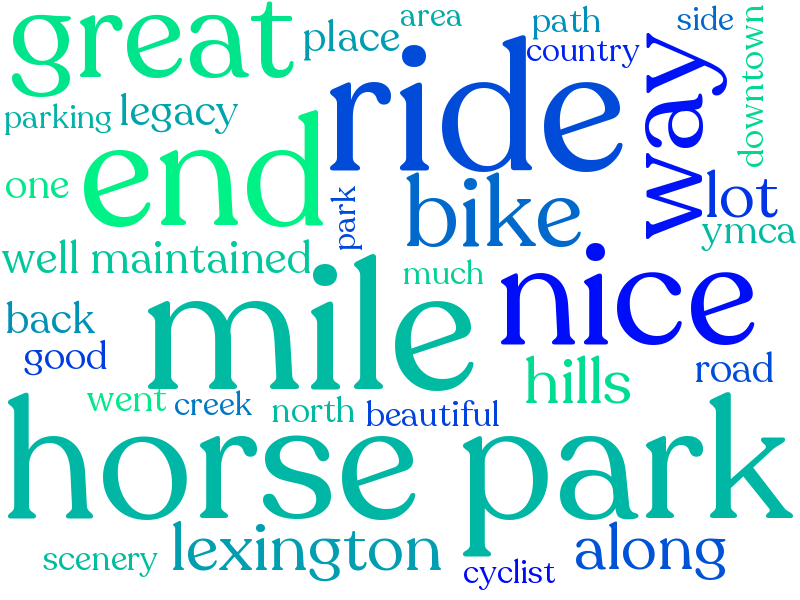 great
place
area
path
side
country
downtown
parking
legacy
ride
way
end
one
park
bike
lot
ymca
well maintained
much
mile
nice
back
good
hills
road
went
creek
north
beautiful
horse park
scenery
lexington
cyclist
along